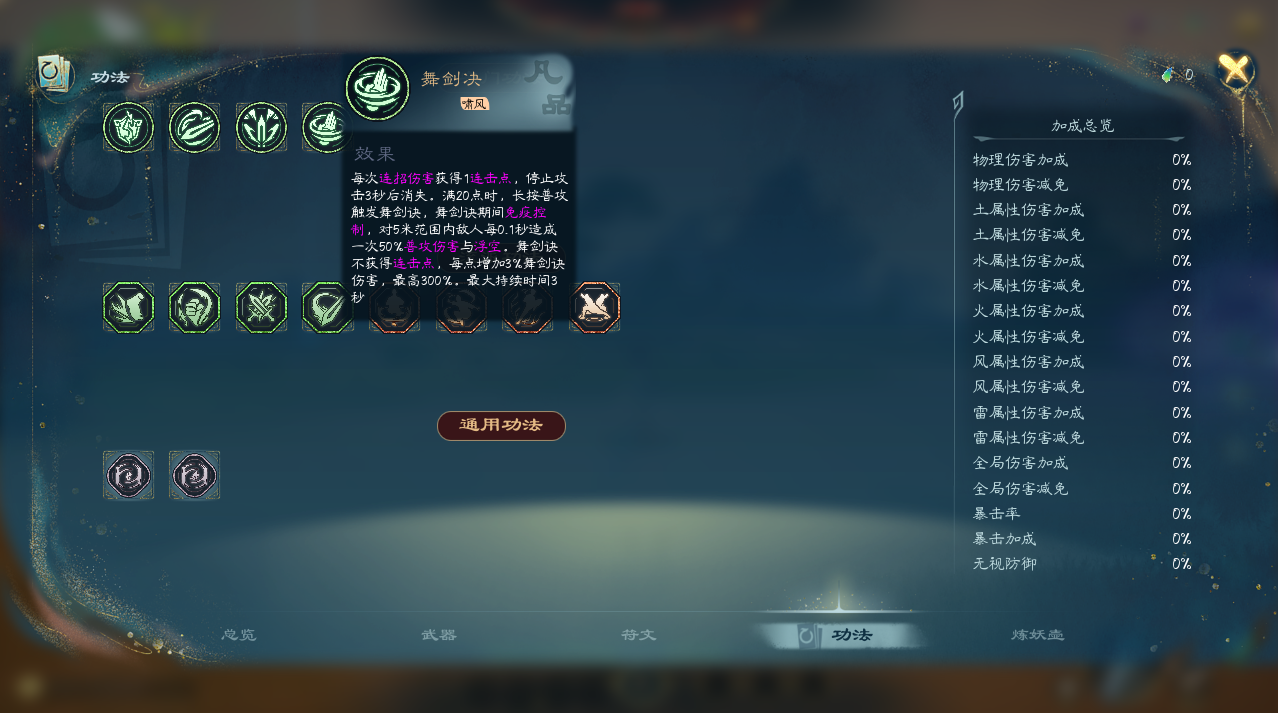 功法
舞剑决
凡品
啸风
0
效果
每次连招伤害获得1连击点，停止攻
击3秒后消失。满20点时，长按普攻
触发舞剑诀，舞剑诀期间免疫控
制，对5米范围内敌人每0.1秒造成
一次50%普攻伤害与浮空。舞剑诀
不获得连击点，每点增加3%舞剑诀
伤害，最高300%。最大持续时间3
秒
通用功法
加成总览
物理伤害加成 0%
物理伤害减免 0%
土属性伤害加成 0%
土属性伤害减免 0%
水属性伤害加成 0%
水属性伤害减免 0%
火属性伤害加成 0%
火属性伤害减免 0%
风属性伤害加成 0%
风属性伤害减免 0%
雷属性伤害加成 0%
雷属性伤害减免 0%
全局伤害加成 0%
全局伤害减免 0%
暴击率 0%
暴击加成 0%
无视防御 0%
总览 武器 符文 功法 炼妖壶